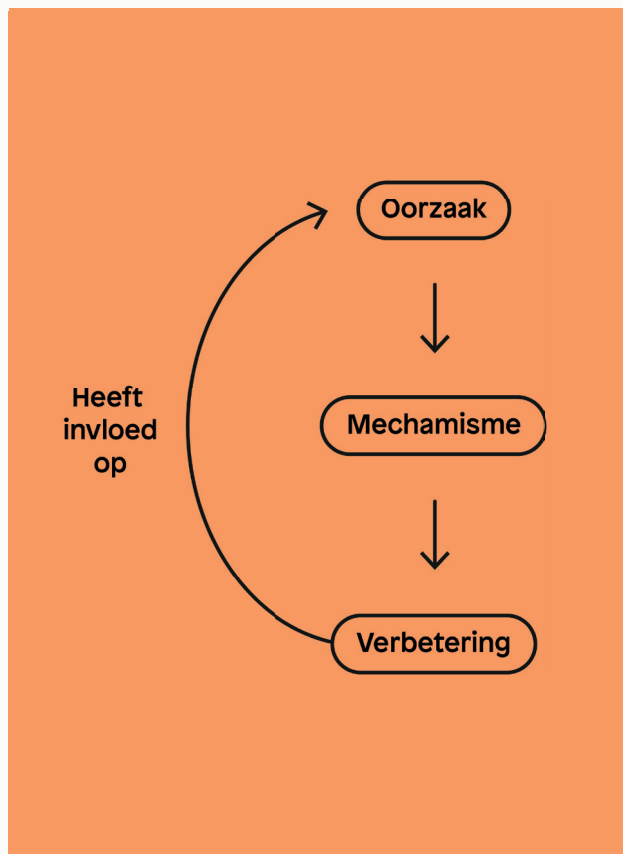 Oorzaak
Heeft
invloed
op
Mechamisme
Verbetering